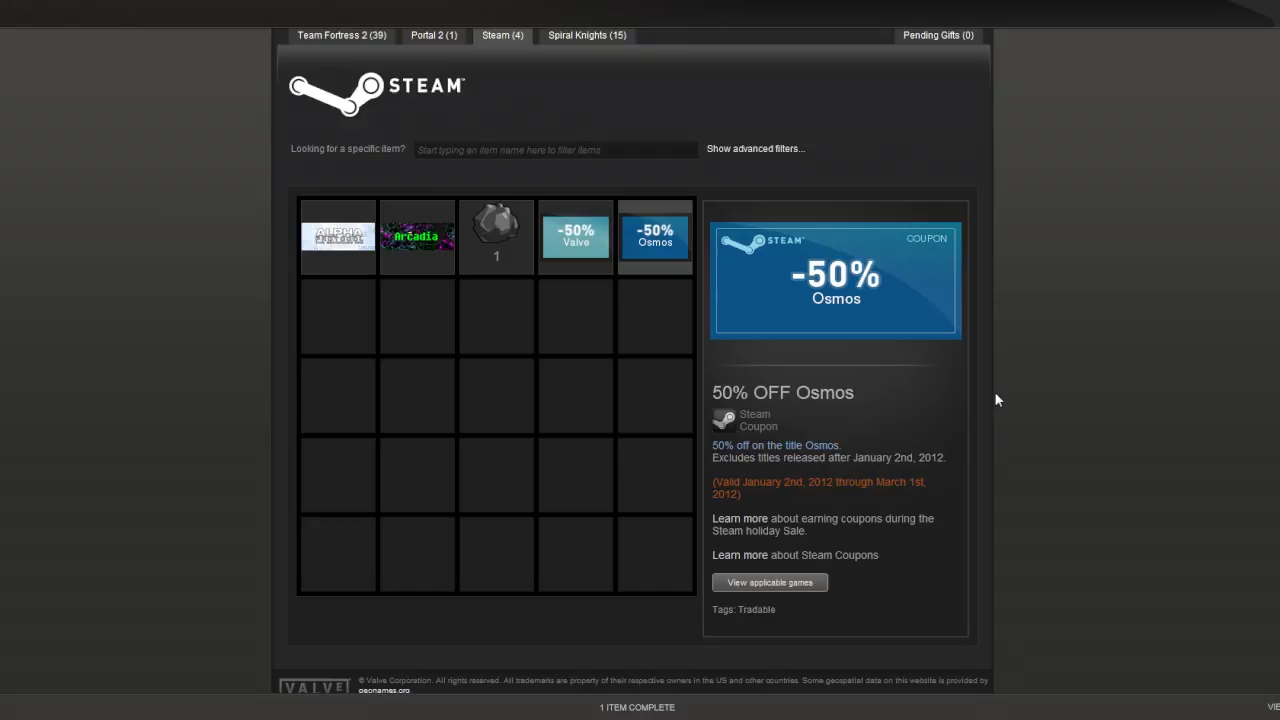 Team Fortress 2 (39) Portal 2 (1) Steam (4) Spiral Knights (15) Pending Gifts (0)
STEAM™
Looking for a specific item? Start typing an item name here to filter items Show advanced filters...
ALPHA PROTOCOL
Arcadia
1
-50%
Valve
-50%
Osmos
STEAM™ COUPON
-50%
Osmos
50% OFF Osmos
Steam
Coupon
50% off on the title Osmos.
Excludes titles released after January 2nd, 2012.
(Valid January 2nd, 2012 through March 1st,
2012)
Learn more about earning coupons during the
Steam holiday Sale.
Learn more about Steam Coupons
View applicable games
Tags: Tradable
VALVE © Valve Corporation. All rights reserved. All trademarks are property of their respective owners in the US and other countries. Some geospatial data on this website is provided by
geonames.org
1 ITEM COMPLETE